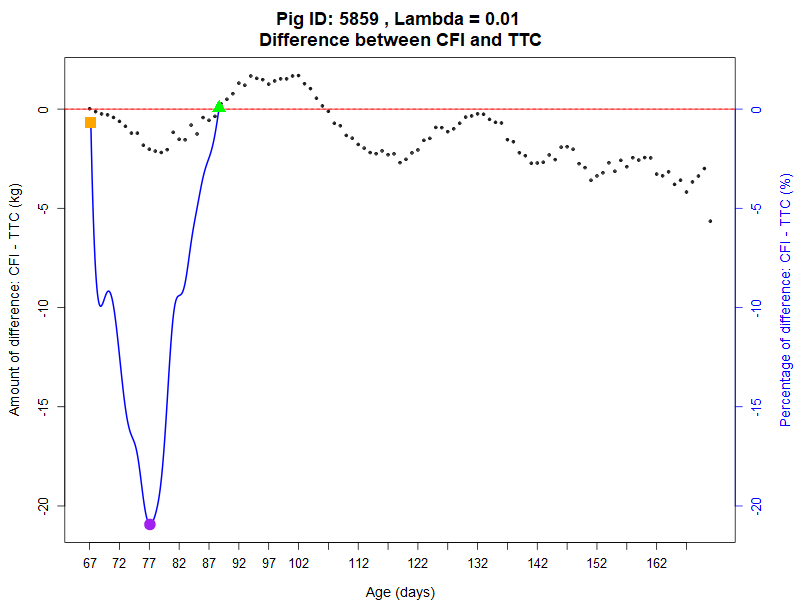 Pig ID: 5859 , Lambda = 0.01
Difference between CFI and TTC
Amount of difference: CFI - TTC (kg)
0
-5
-10
-15
-20
0
-5
-10
-15
-20
Percentage of difference: CFI - TTC (%)
67 72 77 82 87 92 97 102 112 122 132 142 152 162
Age (days)